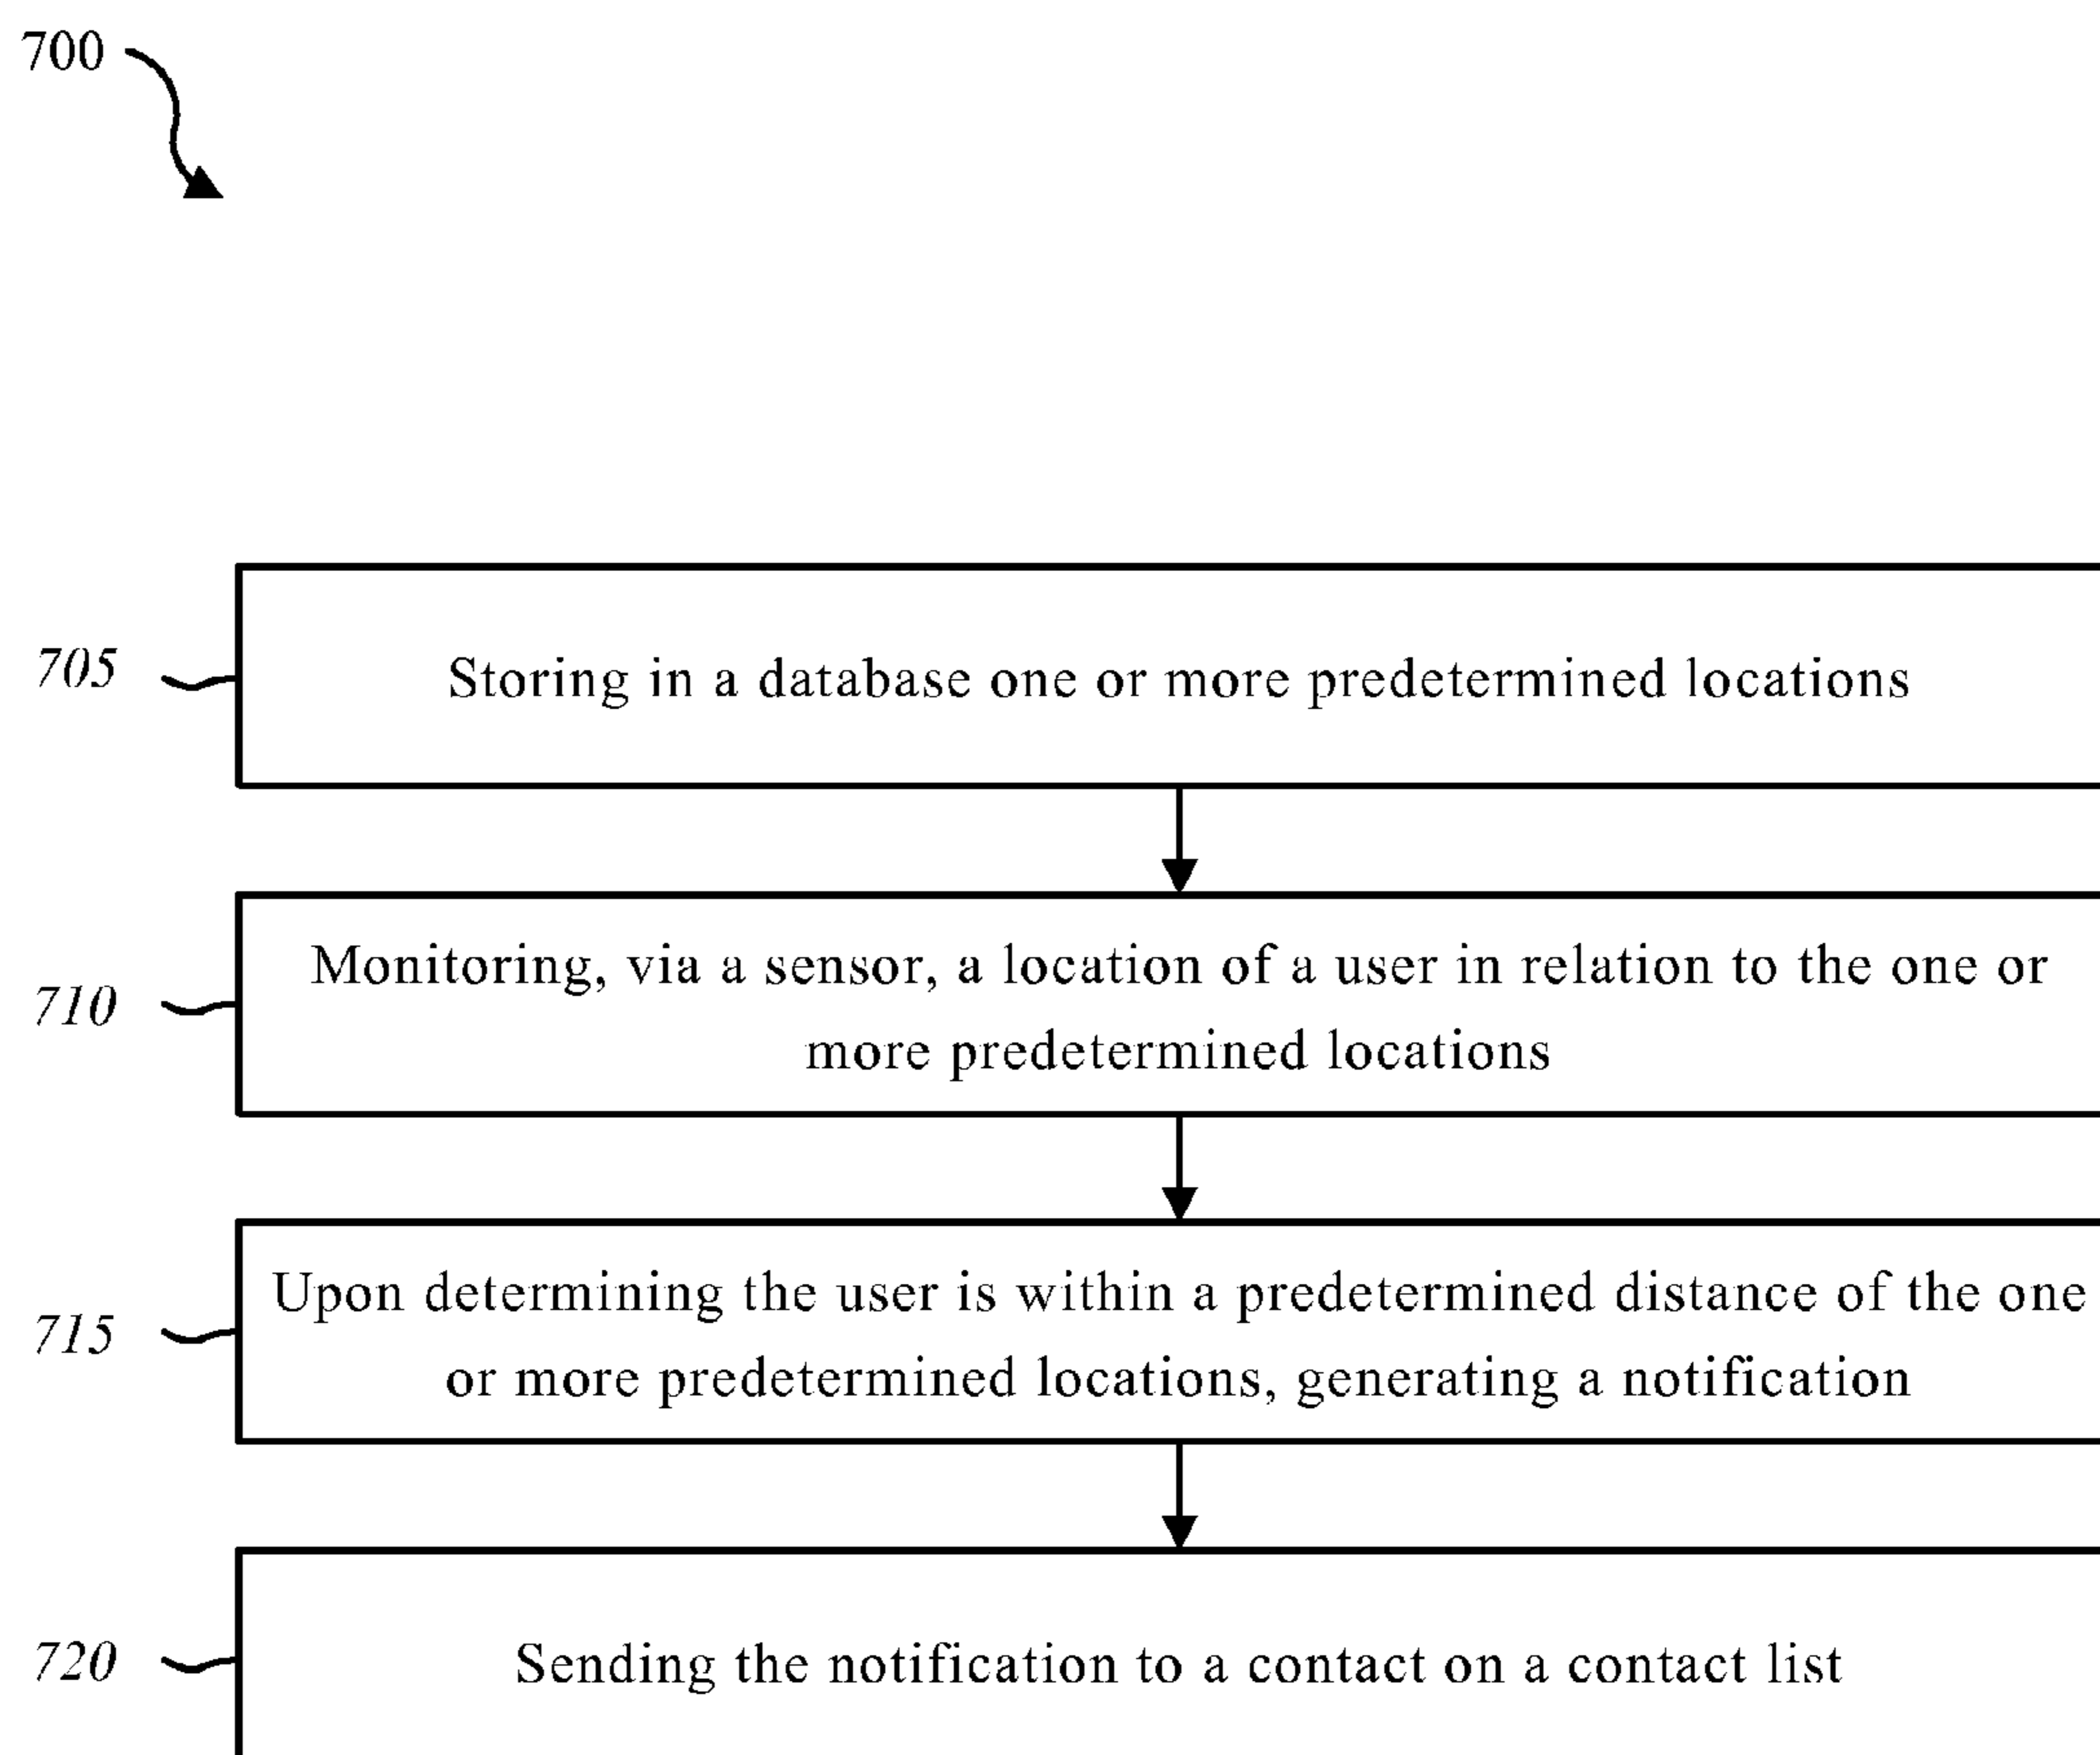 700
705
Storing in a database one or more predetermined locations
710
Monitoring, via a sensor, a location of a user in relation to the one or
more predetermined locations
715
Upon determining the user is within a predetermined distance of the one
or more predetermined locations, generating a notification
720
Sending the notification to a contact on a contact list